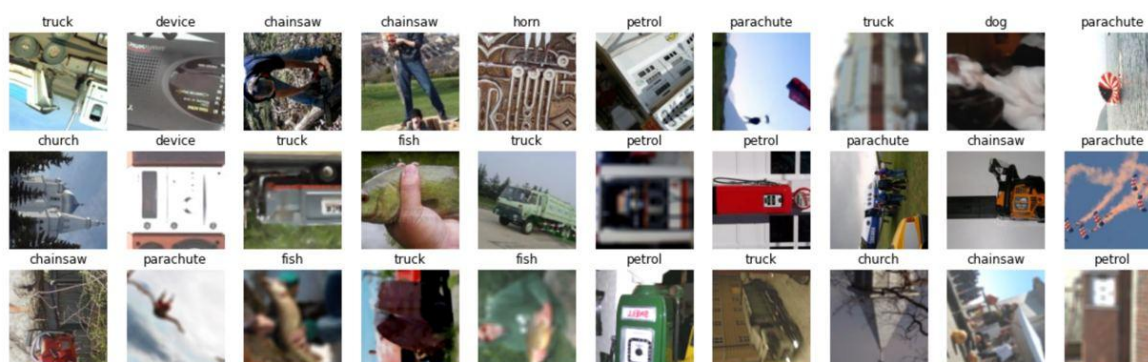 truck device chainsaw chainsaw horn petrol parachute truck dog parachute
church device truck fish truck petrol petrol parachute chainsaw parachute
chainsaw parachute fish truck fish petrol truck church chainsaw petrol